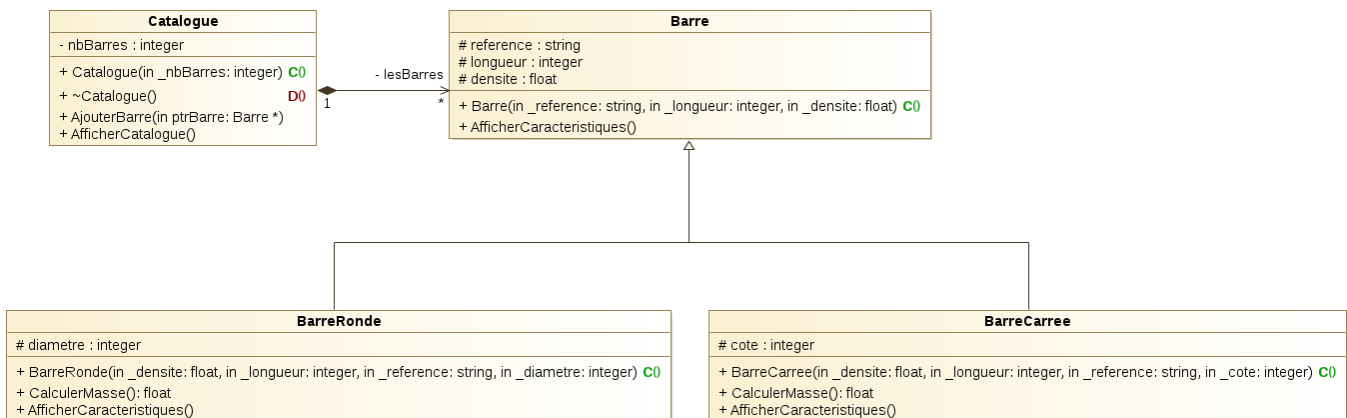 Catalogue
- nbBarres : integer
+ Catalogue(in _nbBarres: integer) C()
+ ~Catalogue() D()
+ AjouterBarre(in ptrBarre: Barre *)
+ AfficherCatalogue()
- lesBarres
1
*
Barre
# reference : string
# longueur : integer
# densite : float
+ Barre(in _reference: string, in _longueur: integer, in _densite: float) C()
+ AfficherCaracteristiques()
BarreRonde
# diametre : integer
+ BarreRonde(in _densite: float, in _longueur: integer, in _reference: string, in _diametre: integer) C()
+ CalculerMasse(): float
+ AfficherCaracteristiques()
BarreCarree
# cote : integer
+ BarreCarree(in _densite: float, in _longueur: integer, in _reference: string, in _cote: integer) C()
+ CalculerMasse(): float
+ AfficherCaracteristiques()